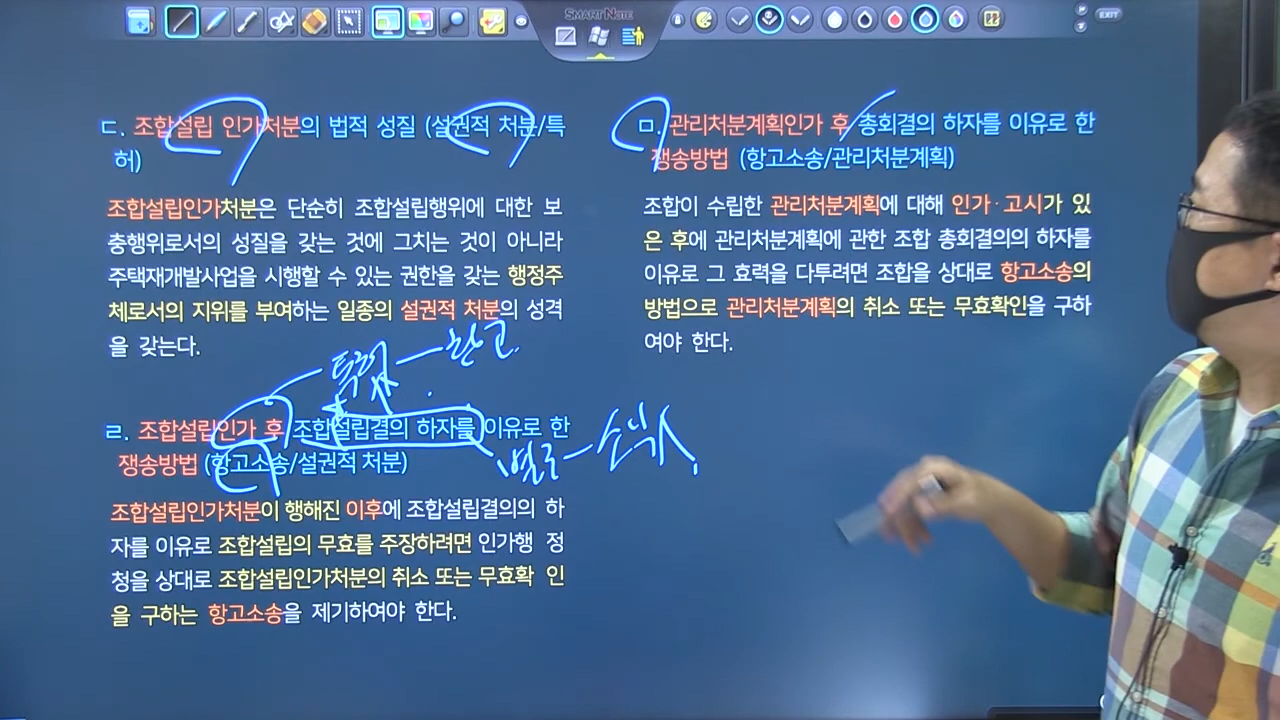 SMARTNOTE
EXIT
ㄷ. 조합설립 인가처분의 법적 성질 (설권적 처분/특
허)
조합설립인가처분은 단순히 조합설립행위에 대한 보
충행위로서의 성질을 갖는 것에 그치는 것이 아니라
주택재개발사업을 시행할 수 있는 권한을 갖는 행정주
체로서의 지위를 부여하는 일종의 설권적 처분의 성격
을 갖는다.
특허 ― 항고
ㄹ. 조합설립인가 후 조합설립결의 하자를 이유로 한
쟁송방법 (항고소송/설권적 처분)
조합설립인가처분이 행해진 이후에 조합설립결의의 하
자를 이유로 조합설립의 무효를 주장하려면 인가행 정
청을 상대로 조합설립인가처분의 취소 또는 무효확 인
을 구하는 항고소송을 제기하여야 한다.
ㅁ. 관리처분계획인가 후 총회결의 하자를 이유로 한
쟁송방법 (항고소송/관리처분계획)
조합이 수립한 관리처분계획에 대해 인가·고시가 있
은 후에 관리처분계획에 관한 조합 총회결의의 하자를
이유로 그 효력을 다투려면 조합을 상대로 항고소송의
방법으로 관리처분계획의 취소 또는 무효확인을 구하
여야 한다.